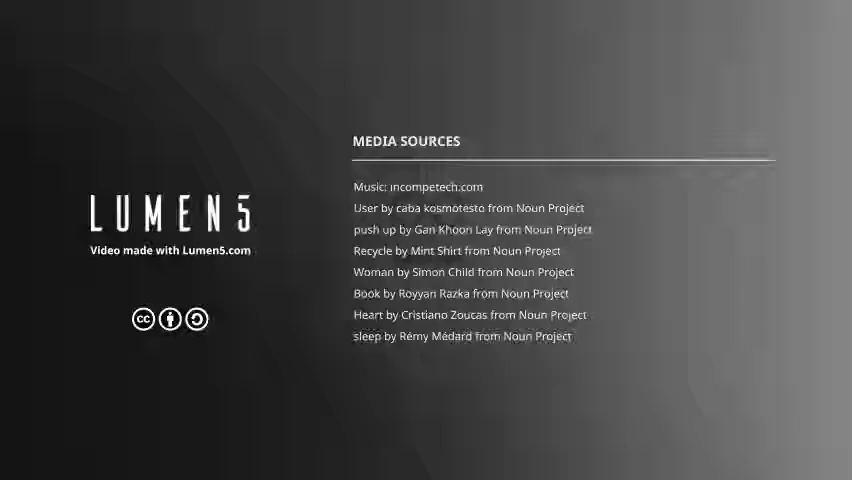 MEDIA SOURCES
Music: incompetech.com
User by caba kosmotesto from Noun Project
push up by Gan Khoon Lay from Noun Project
Recycle by Mint Shirt from Noun Project
Woman by Simon Child from Noun Project
Book by Royyan Razka from Noun Project
Heart by Cristiano Zoucas from Noun Project
sleep by Rémy Médard from Noun Project
LUMEN5
Video made with Lumen5.com
cc